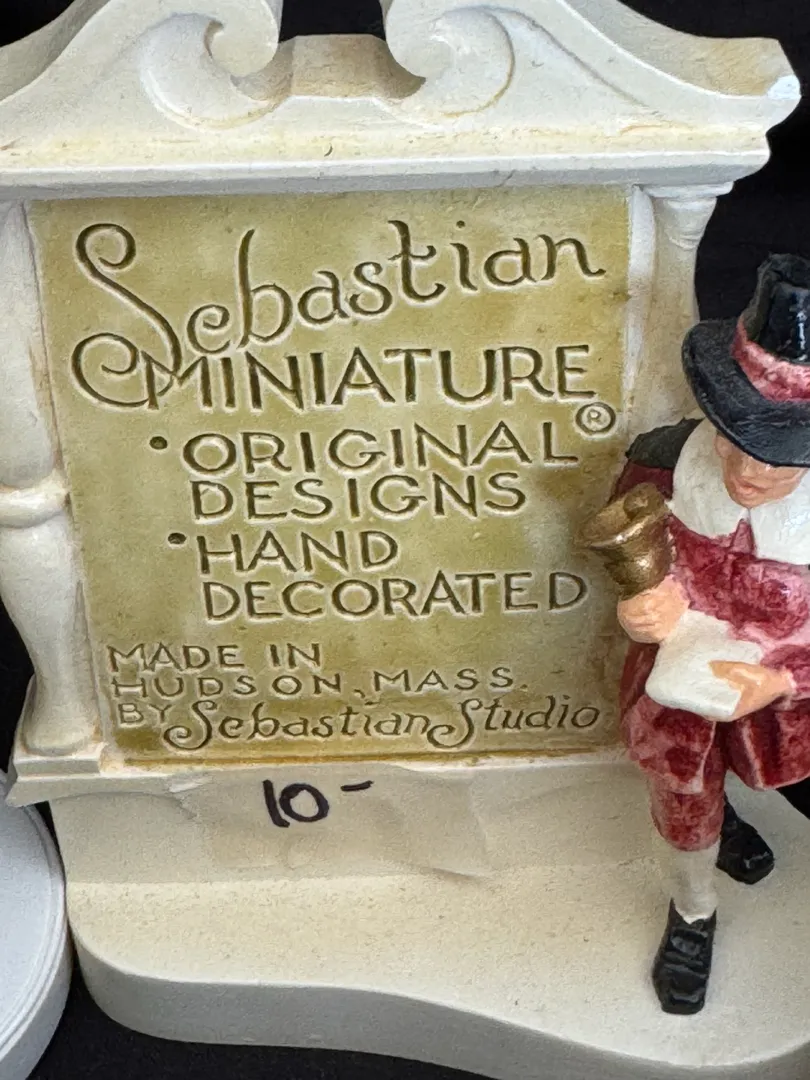 Sebastian
MINIATURE®
•ORIGINAL
DESIGNS
•HAND
DECORATED
MADE IN
HUDSON, MASS.
BY Sebastian Studio
10-